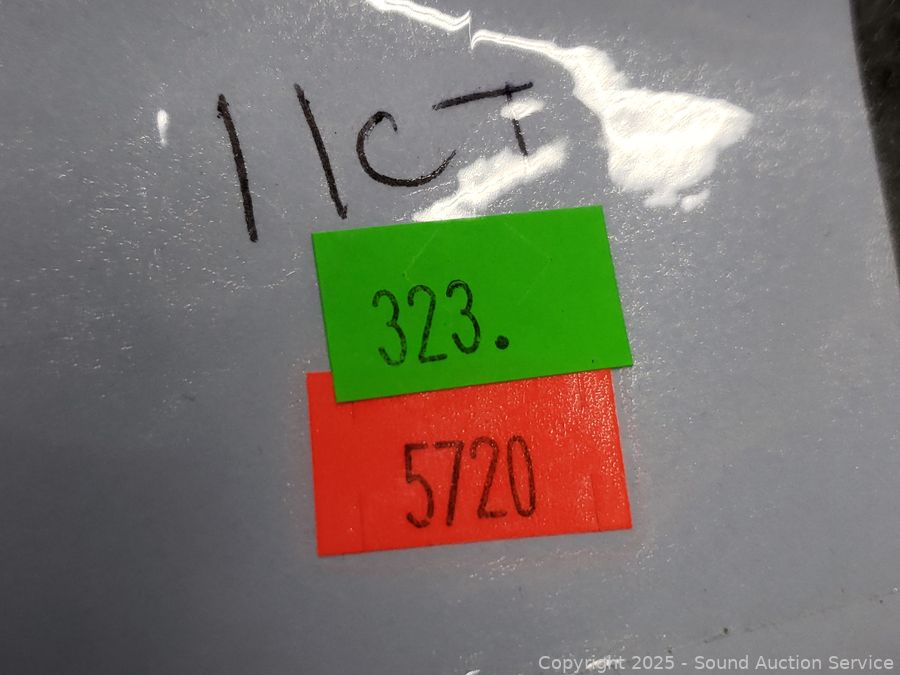 11CT
323.
5720
Copyright 2025 - Sound Auction Service